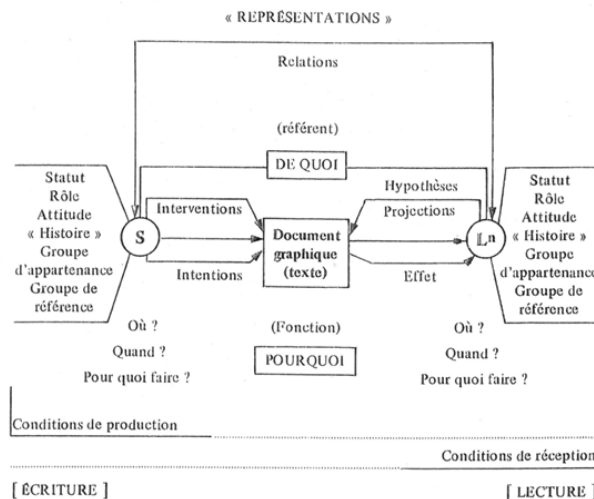 « REPRÉSENTATIONS »
Relations
(référent)
DE QUOI
Statut
Rôle
Attitude
« Histoire »
Groupe
d'appartenance
Groupe de
référence
S
Interventions
Intentions
Document
graphique
(texte)
Hypothèses
Projections
Effet
𝕃n
Statut
Rôle
Attitude
« Histoire »
Groupe
d'appartenance
Groupe de
référence
Où ?
Quand ?
Pour quoi faire ?
(Fonction)
POURQUOI
Où ?
Quand ?
Pour quoi faire ?
Conditions de production
Conditions de réception
[ ÉCRITURE ]
[ LECTURE ]